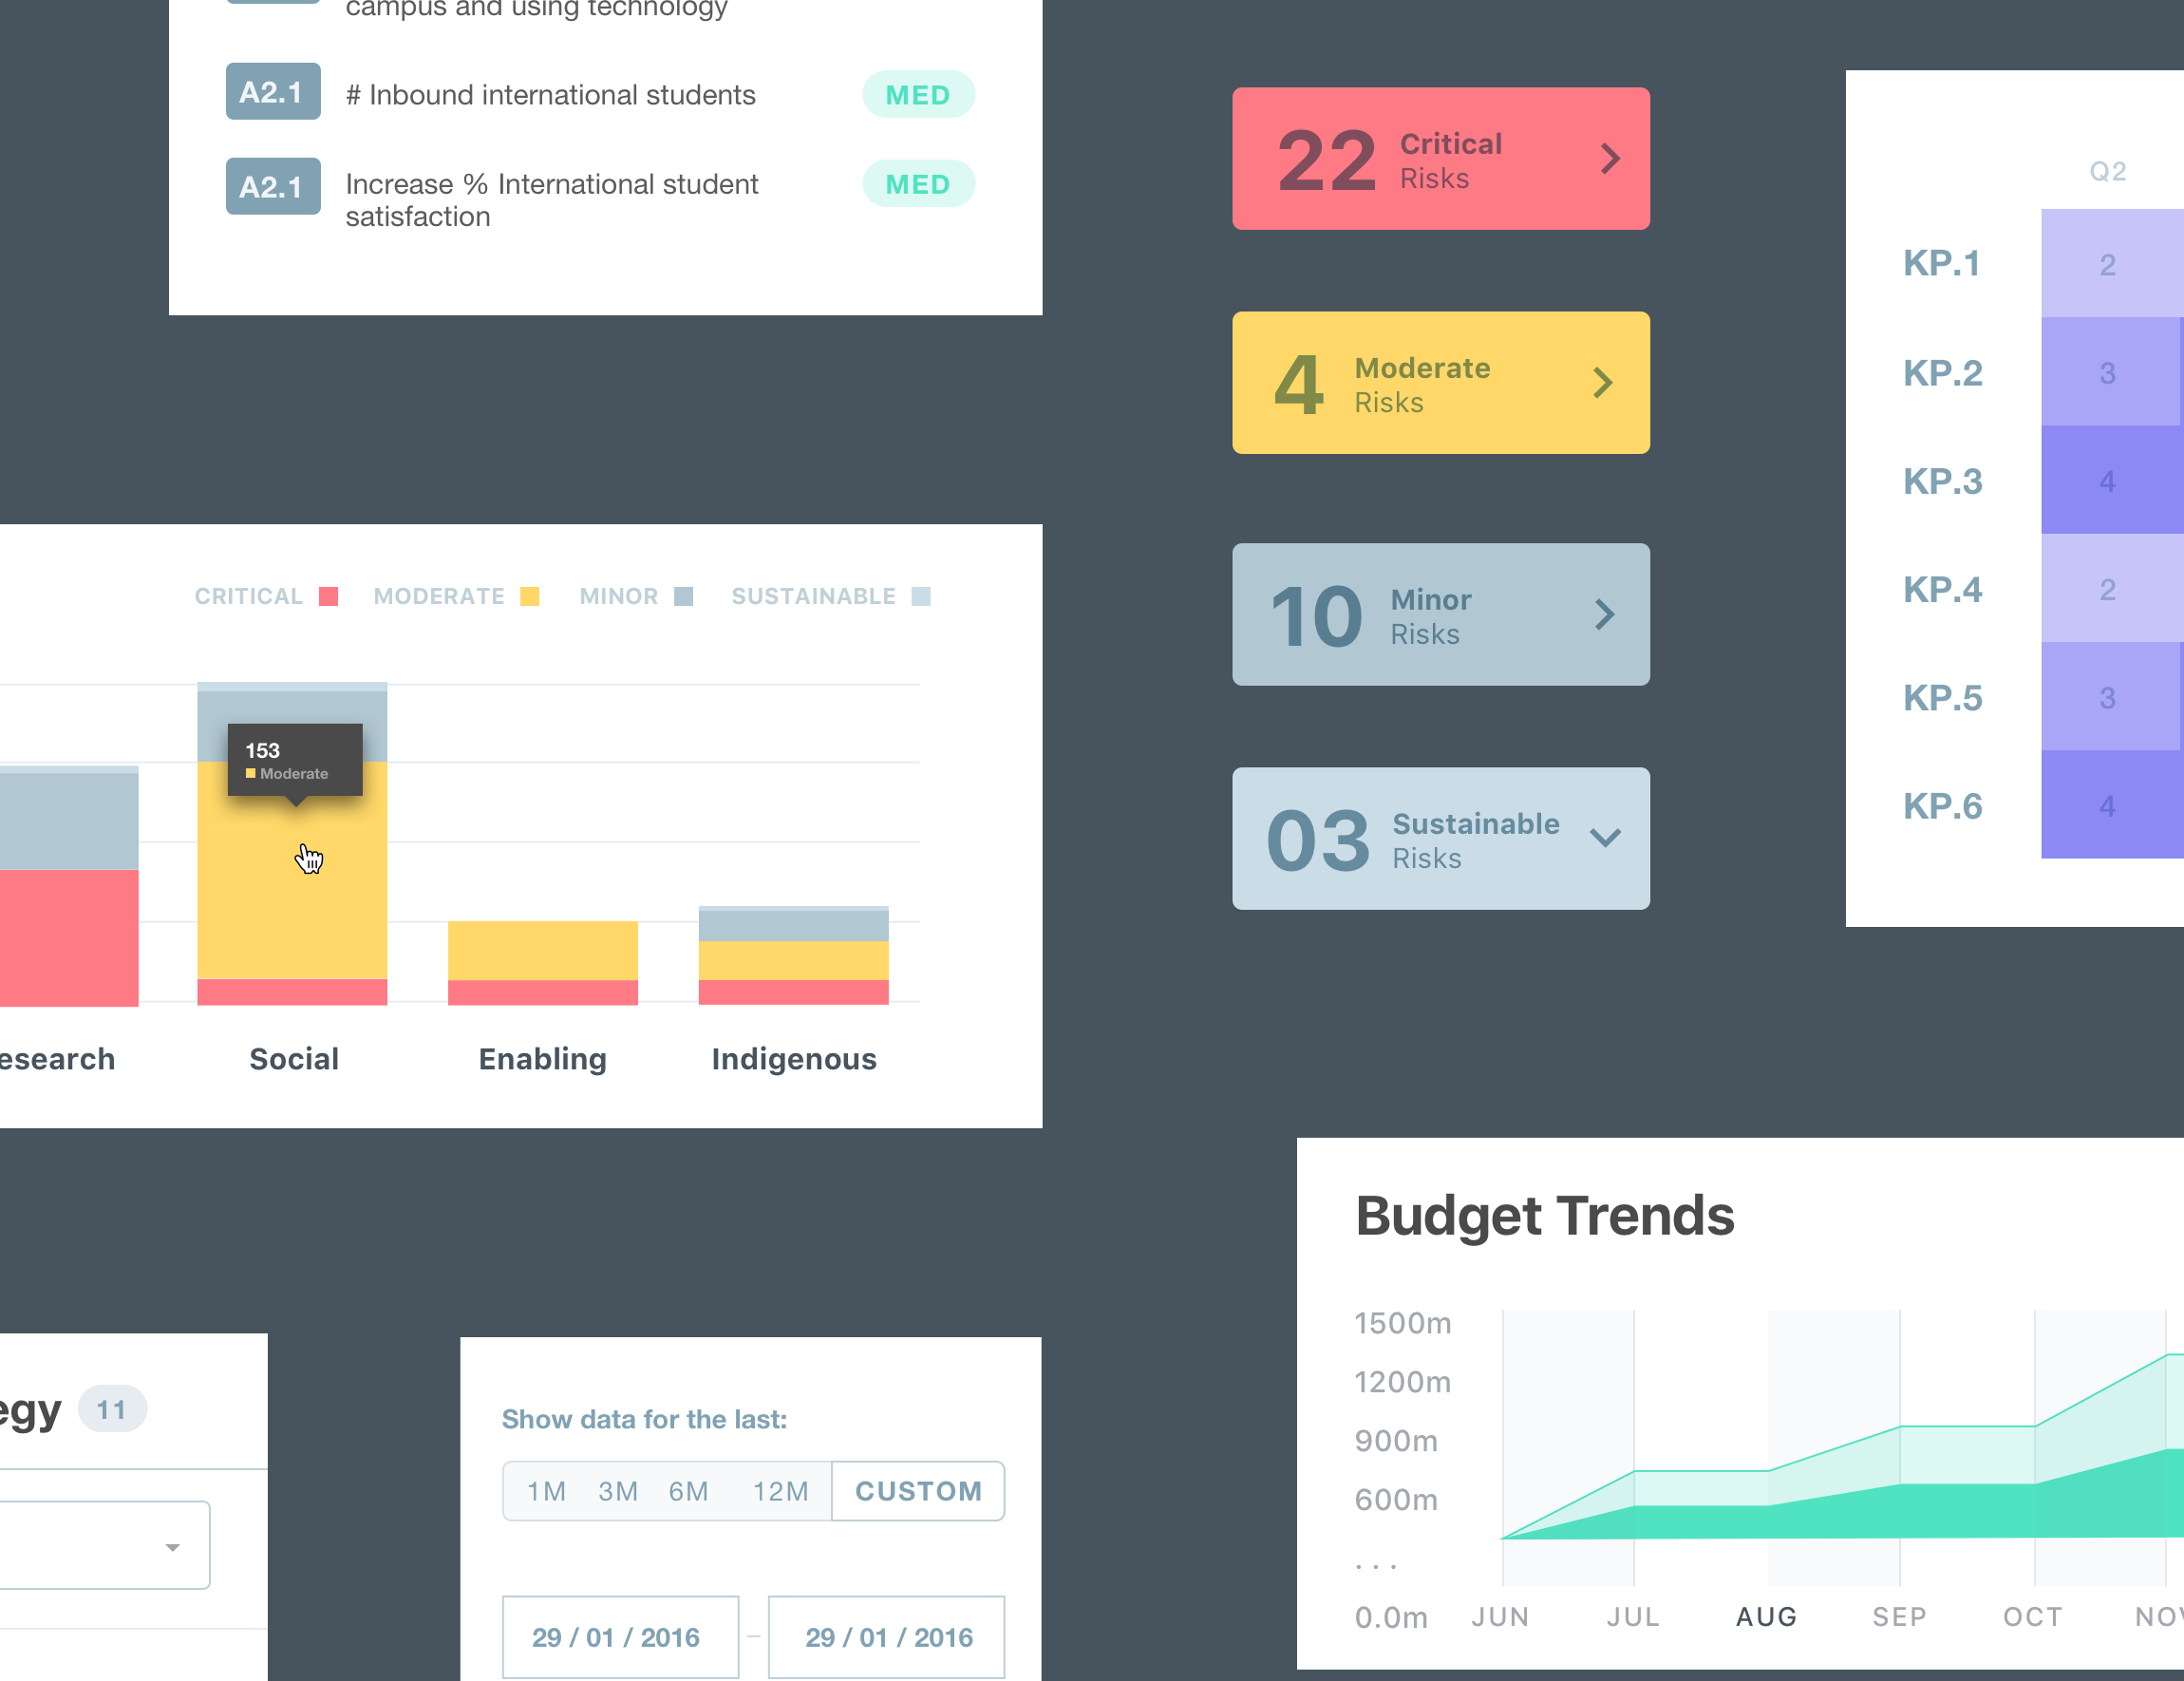 campus and using technology
A2.1
# Inbound international students
MED
A2.1
Increase % International student
satisfaction
MED
22
Critical
Risks
4
Moderate
Risks
10
Minor
Risks
03
Sustainable
Risks
Q2
KP.1
2
KP.2
3
KP.3
4
KP.4
2
KP.5
3
KP.6
4
CRITICAL
MODERATE
MINOR
SUSTAINABLE
153
Moderate
esearch
Social
Enabling
Indigenous
egy
11
Show data for the last:
1M
3M
6M
12M
CUSTOM
29 / 01 / 2016
–
29 / 01 / 2016
Budget Trends
1500m
1200m
900m
600m
. . .
0.0m
JUN
JUL
AUG
SEP
OCT
NOV